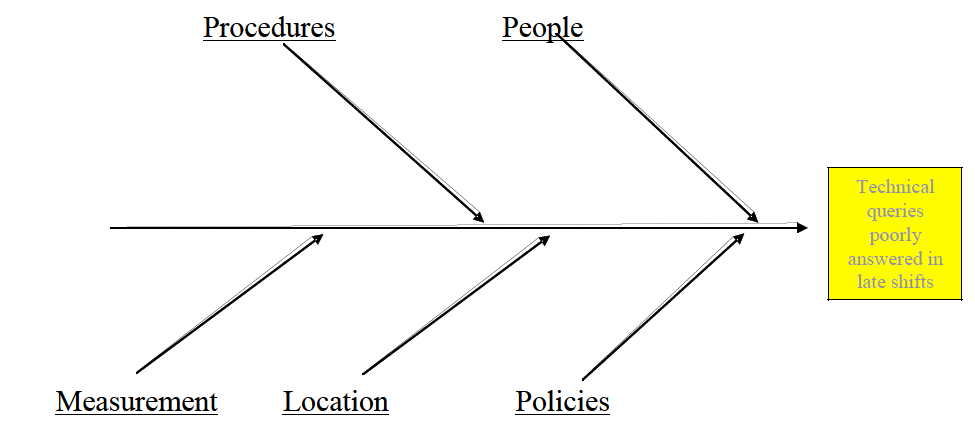 Procedures
People
Technical
queries
poorly
answered in
late shifts
Measurement
Location
Policies